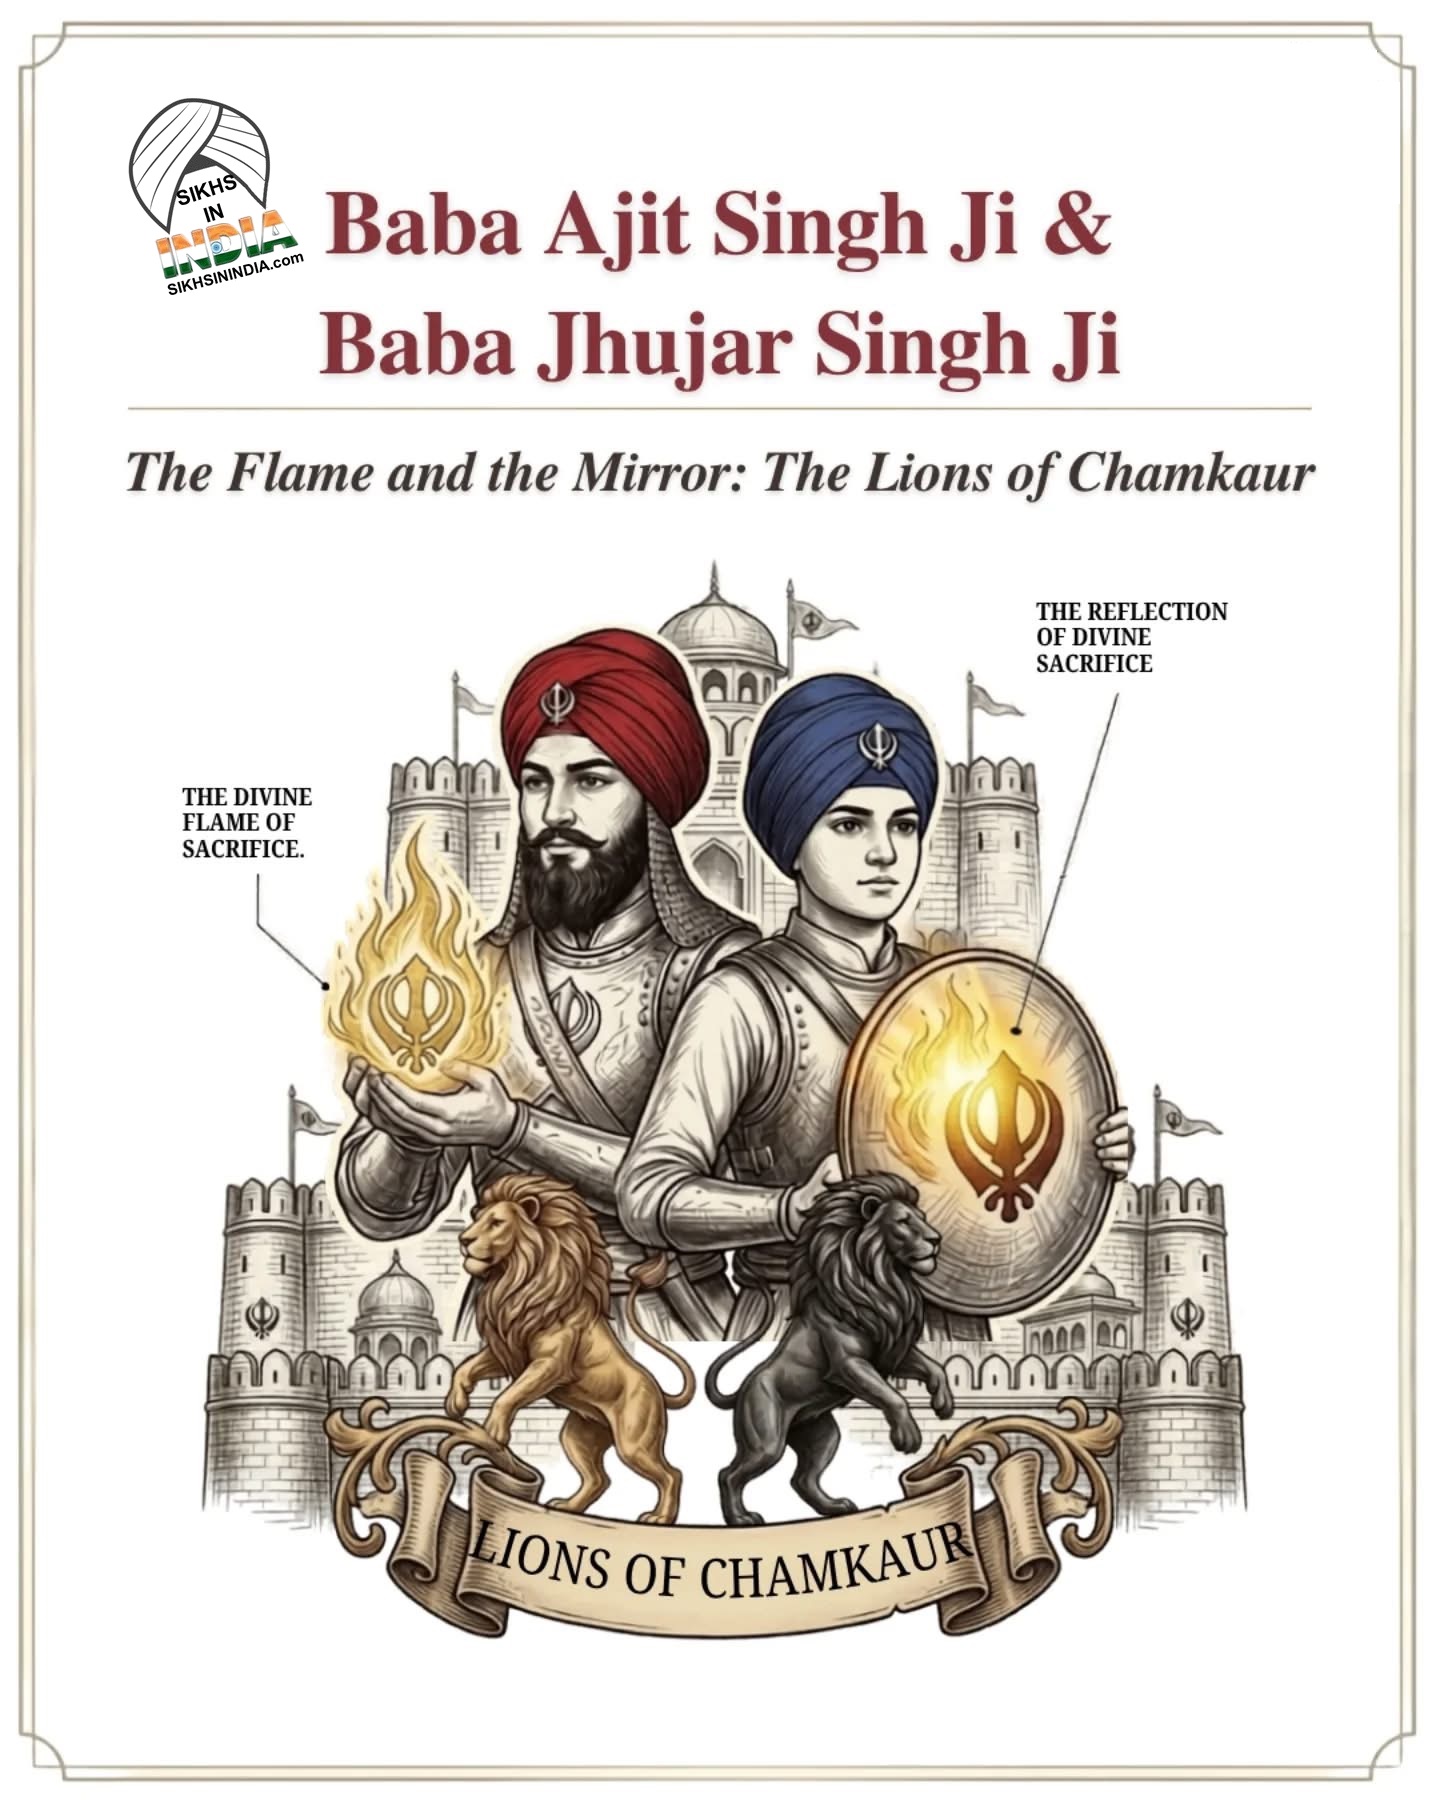 SIKHS
IN
INDIA
SIKHSININDIA.com
Baba Ajit Singh Ji &
Baba Jhujar Singh Ji
The Flame and the Mirror: The Lions of Chamkaur
THE REFLECTION
OF DIVINE
SACRIFICE
THE DIVINE
FLAME OF
SACRIFICE.
LIONS OF CHAMKAUR